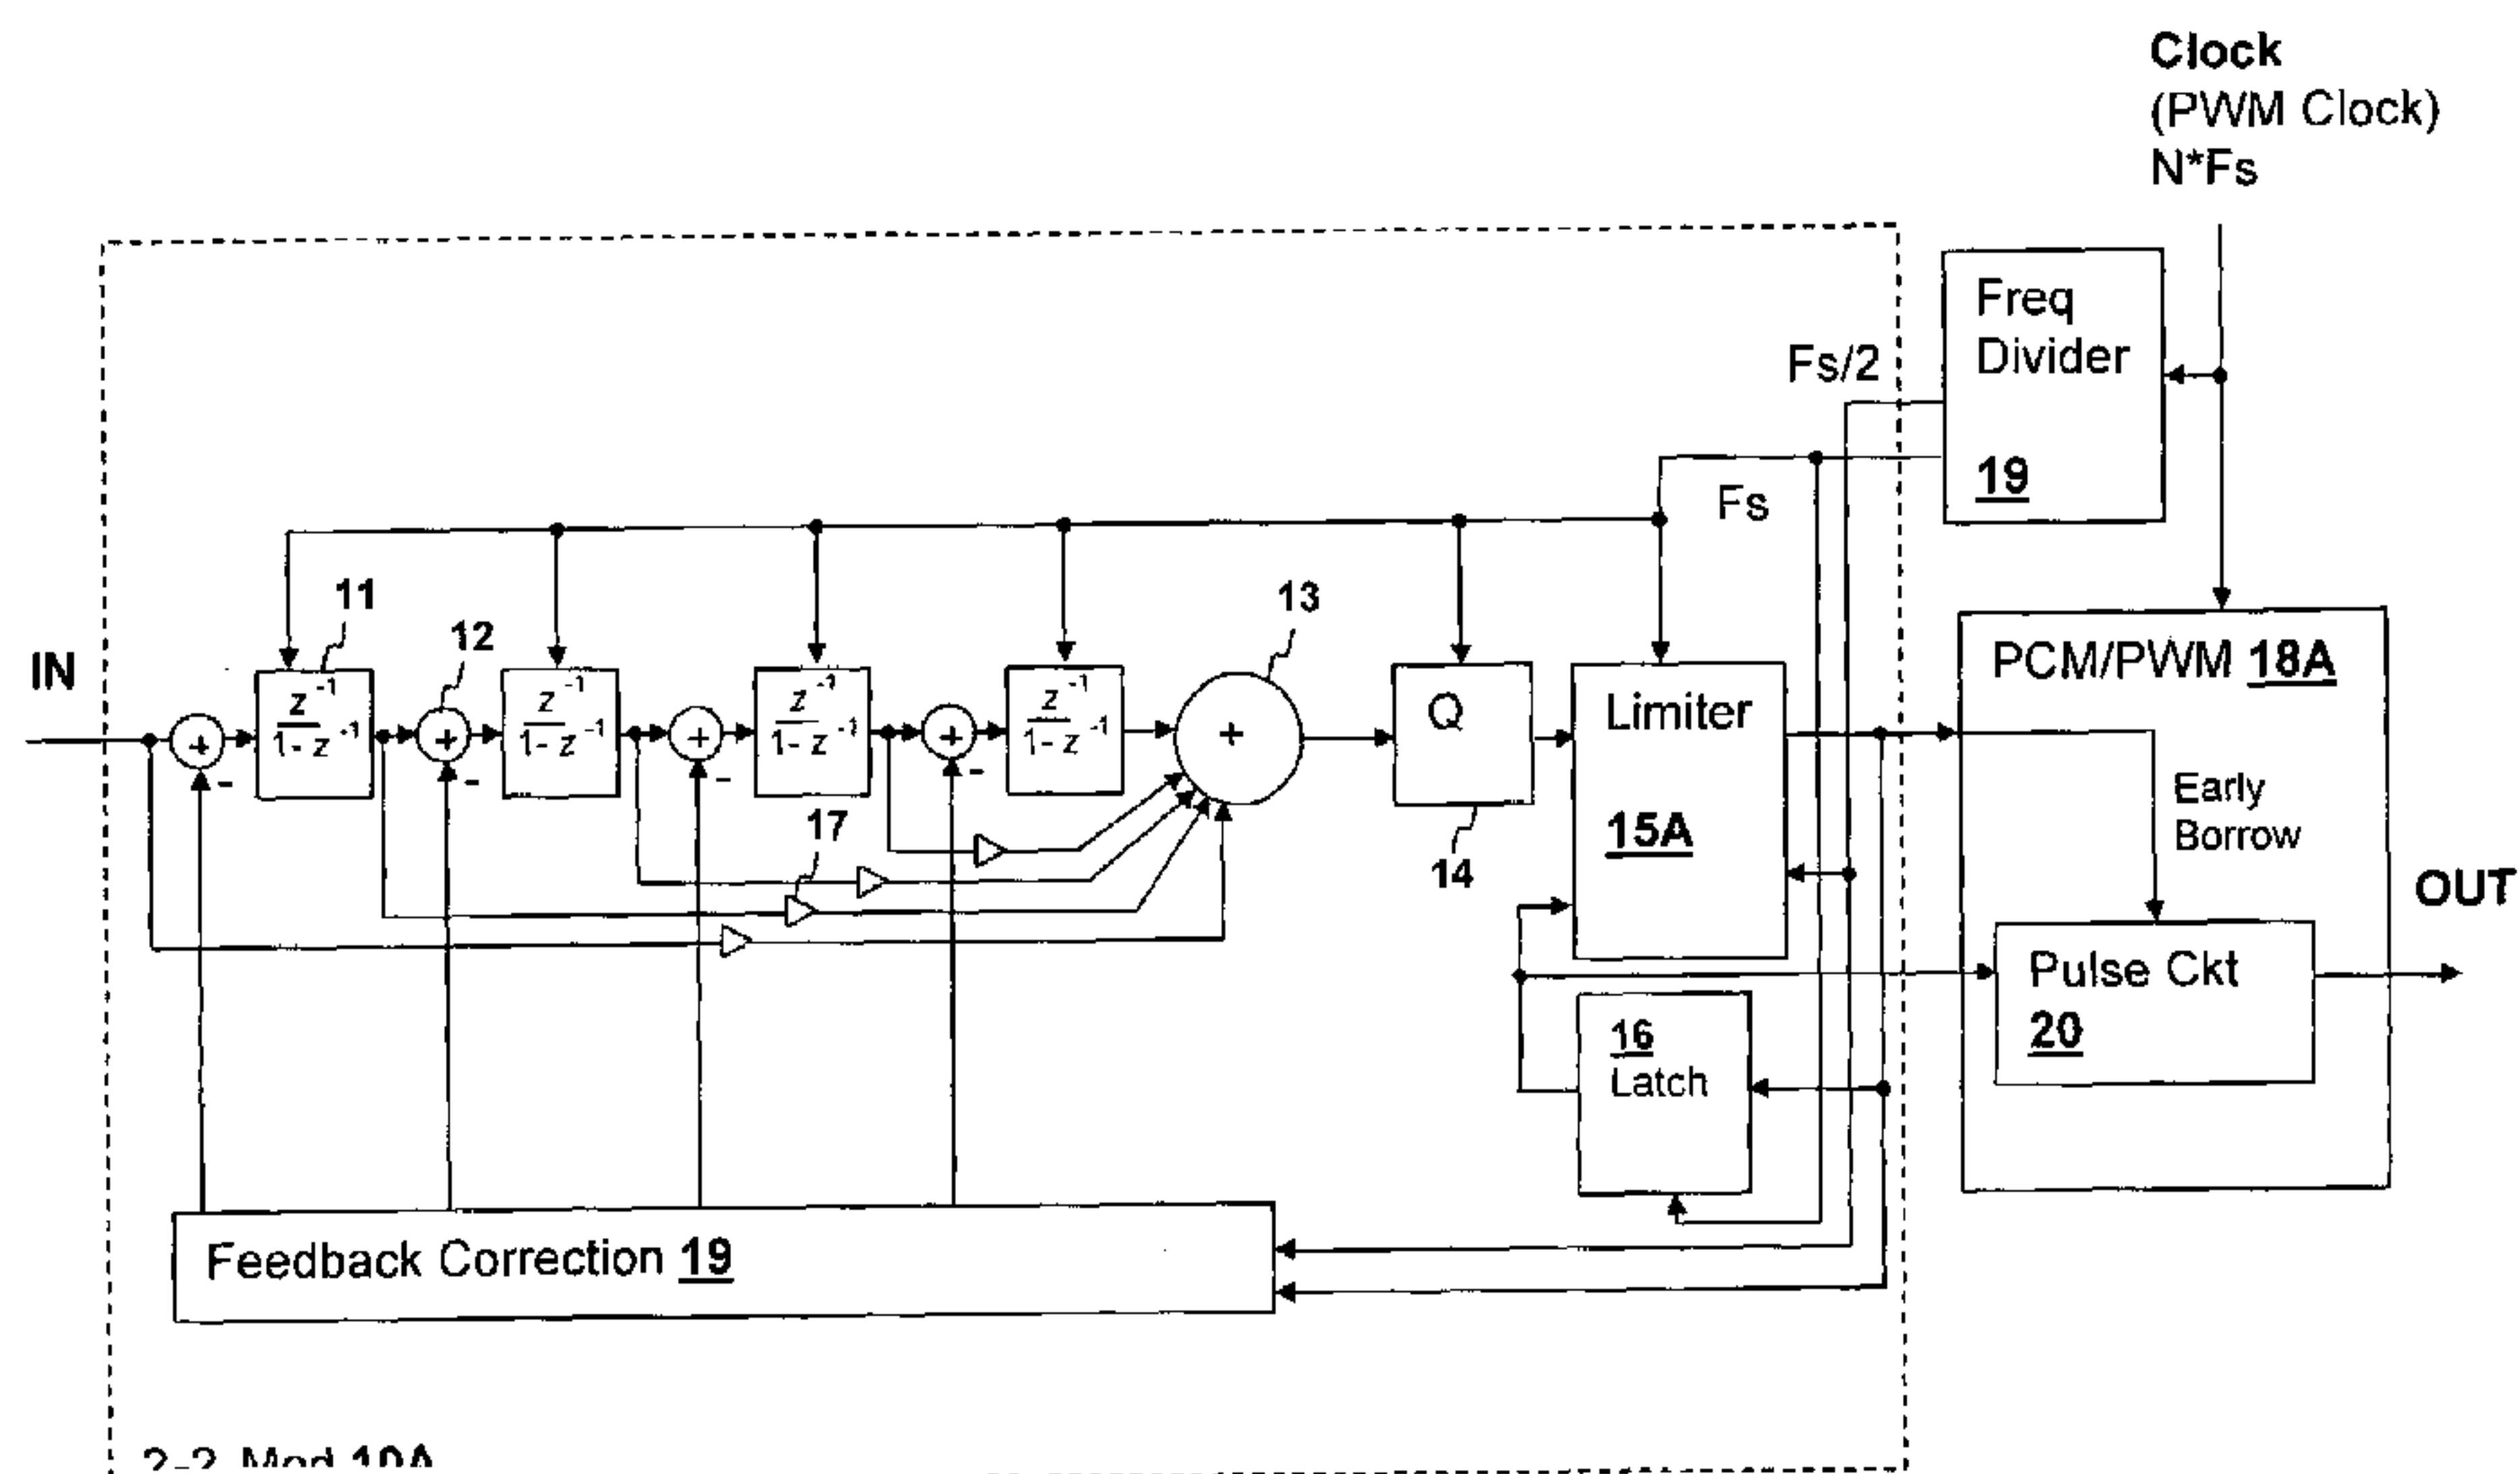 Clock
(PWM Clock)
N*Fs
Freq
Divider
19
Fs/2
Fs
11
12
13
IN
z^-1
1- z^-1
z^-1
1- z^-1
z^-1
1- z^-1
z^-1
1- z^-1
+
+
+
+
+
-
-
-
-
Q
14
Limiter
15A
17
PCM/PWM 18A
Early
Borrow
OUT
Pulse Ckt
20
16
Latch
Feedback Correction 19
Mod 10A